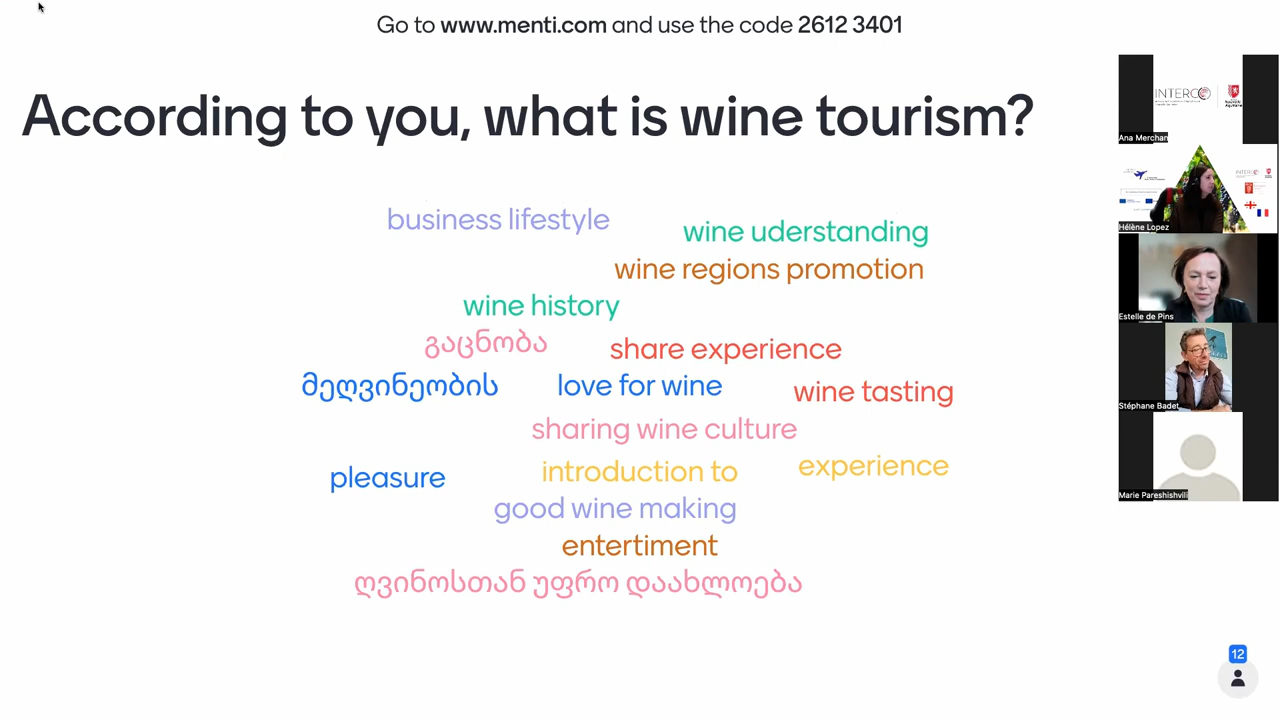 Go to www.menti.com and use the code 2612 3401
According to you, what is wine tourism?
business lifestyle
wine uderstanding
wine regions promotion
wine history
გაცნობა
share experience
მეღვინეობის
love for wine
wine tasting
sharing wine culture
pleasure
introduction to
experience
good wine making
entertiment
ღვინოსთან უფრო დაახლოება
INTERCO
Ana Merchan
Hélène Lopez
Estelle de Pins
Stéphane Badet
Marie Pareshishvili
12